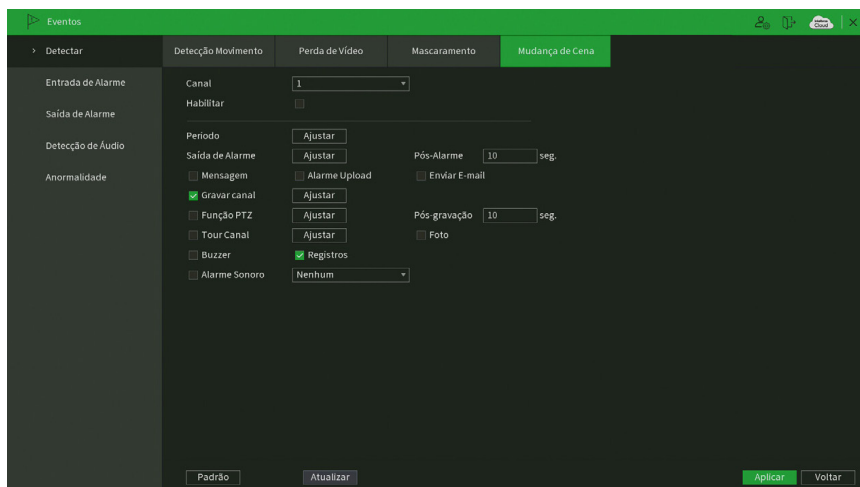 Eventos
Cloud
Detectar
Detecção Movimento
Perda de Vídeo
Mascaramento
Mudança de Cena
Entrada de Alarme
Saída de Alarme
Detecção de Áudio
Anormalidade
Canal 1
Habilitar
Periodo Ajustar
Saída de Alarme Ajustar Pós-Alarme 10 seg.
Mensagem Alarme Upload Enviar E-mail
Gravar canal Ajustar
Função PTZ Ajustar Pós-gravação 10 seg.
Tour Canal Ajustar Foto
Buzzer Registros
Alarme Sonoro Nenhum
Padrão Atualizar Aplicar Voltar